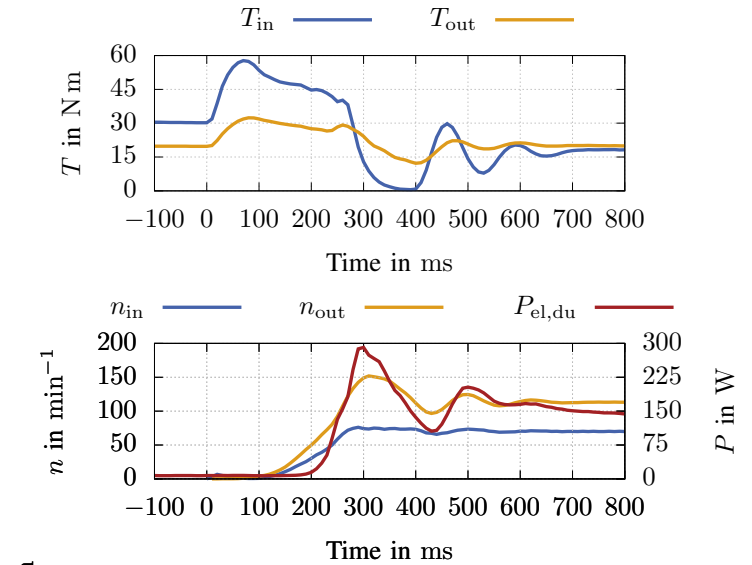 T_in T_out
60
45
30
15
0
T in N m
−100 0 100 200 300 400 500 600 700 800
Time in ms
n_in n_out P_el,du
200 300
150 225
100 150
50 75
0 0
n in min⁻¹
P in W
−100 0 100 200 300 400 500 600 700 800
Time in ms